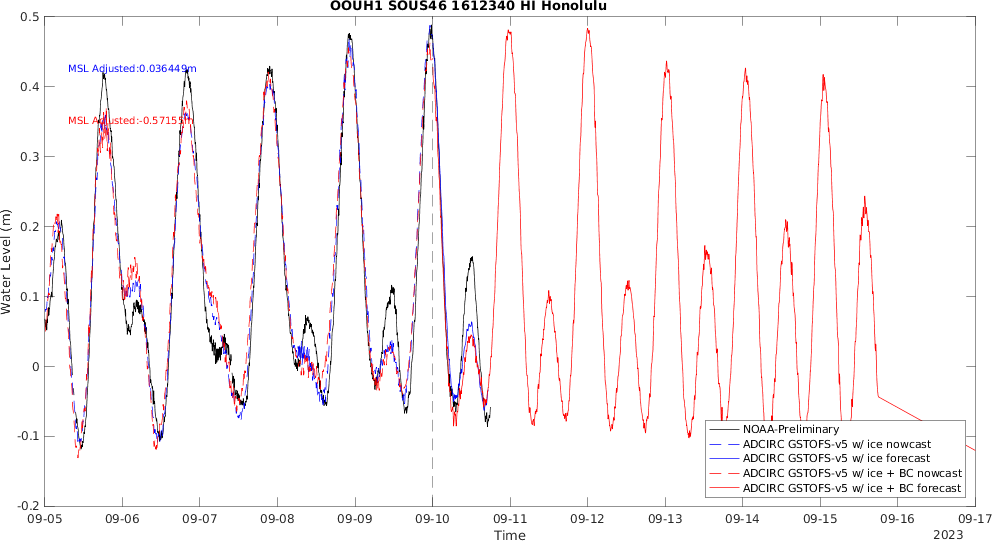 OOUH1 SOUS46 1612340 HI Honolulu
MSL Adjusted:0.036449m
MSL Adjusted:-0.57155m
Water Level (m)
0.5
0.4
0.3
0.2
0.1
0
-0.1
-0.2
NOAA-Preliminary
ADCIRC GSTOFS-v5 w/ ice nowcast
ADCIRC GSTOFS-v5 w/ ice forecast
ADCIRC GSTOFS-v5 w/ ice + BC nowcast
ADCIRC GSTOFS-v5 w/ ice + BC forecast
09-05 09-06 09-07 09-08 09-09 09-10 09-11 09-12 09-13 09-14 09-15 09-16 09-17
Time
2023